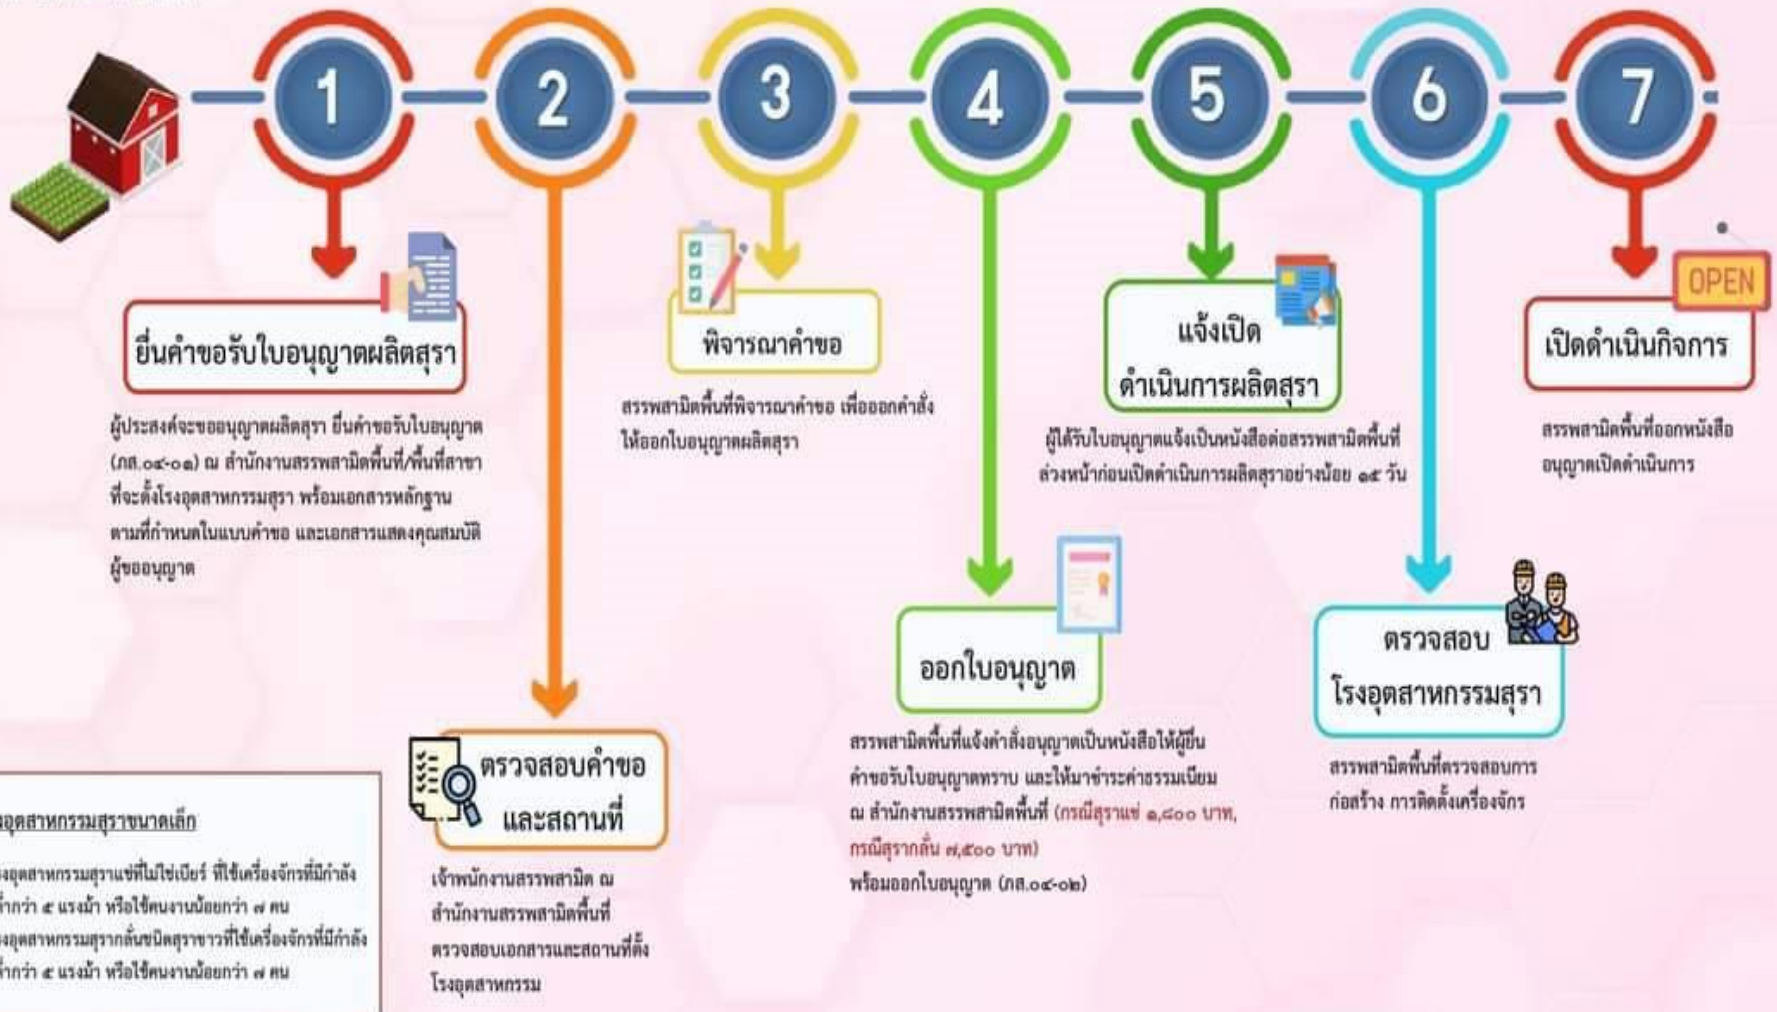 1
2
3
4
5
6
7
ยื่นคำขอรับใบอนุญาตผลิตสุรา
ผู้ประสงค์จะขออนุญาตผลิตสุรา ยื่นคำขอรับใบอนุญาต
(ภส.๐๔-๐๑) ณ สำนักงานสรรพสามิตพื้นที่/พื้นที่สาขา
ที่จะตั้งโรงอุตสาหกรรมสุรา พร้อมเอกสารหลักฐาน
ตามที่กำหนดในแบบคำขอ และเอกสารแสดงคุณสมบัติ
ผู้ขออนุญาต
ตรวจสอบคำขอ
และสถานที่
เจ้าพนักงานสรรพสามิต ณ
สำนักงานสรรพสามิตพื้นที่
ตรวจสอบเอกสารและสถานที่ตั้ง
โรงอุตสาหกรรม
พิจารณาคำขอ
สรรพสามิตพื้นที่พิจารณาคำขอ เพื่อออกคำสั่ง
ให้ออกใบอนุญาตผลิตสุรา
ออกใบอนุญาต
สรรพสามิตพื้นที่แจ้งคำสั่งอนุญาตเป็นหนังสือให้ผู้ยื่น
คำขอรับใบอนุญาตทราบ และให้มาชำระค่าธรรมเนียม
ณ สำนักงานสรรพสามิตพื้นที่ (กรณีสุราแช่ ๑,๘๐๐ บาท,
กรณีสุรากลั่น ๗,๕๐๐ บาท)
พร้อมออกใบอนุญาต (ภส.๐๔-๐๒)
แจ้งเปิด
ดำเนินการผลิตสุรา
ผู้ได้รับใบอนุญาตแจ้งเป็นหนังสือต่อสรรพสามิตพื้นที่
ล่วงหน้าก่อนเปิดดำเนินการผลิตสุราอย่างน้อย ๑๕ วัน
ตรวจสอบ
โรงอุตสาหกรรมสุรา
สรรพสามิตพื้นที่ตรวจสอบการ
ก่อสร้าง การติดตั้งเครื่องจักร
OPEN
เปิดดำเนินกิจการ
สรรพสามิตพื้นที่ออกหนังสือ
อนุญาตเปิดดำเนินการ
งอุตสาหกรรมสุราขนาดเล็ก
งอุตสาหกรรมสุราแช่ที่ไม่ใช่เบียร์ ที่ใช้เครื่องจักรที่มีกำลัง
ต่ำกว่า ๕ แรงม้า หรือใช้คนงานน้อยกว่า ๗ คน
งอุตสาหกรรมสุรากลั่นชนิดสุราขาวที่ใช้เครื่องจักรที่มีกำลัง
ต่ำกว่า ๕ แรงม้า หรือใช้คนงานน้อยกว่า ๗ คน